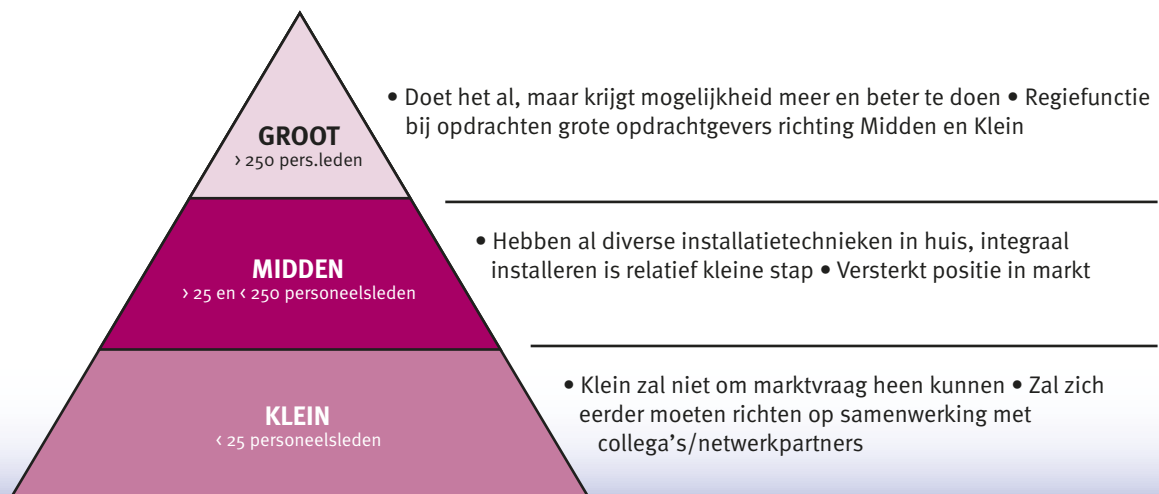 GROOT
> 250 pers.leden
• Doet het al, maar krijgt mogelijkheid meer en beter te doen • Regiefunctie
bij opdrachten grote opdrachtgevers richting Midden en Klein
MIDDEN
> 25 en < 250 personeelsleden
• Hebben al diverse installatietechnieken in huis, integraal
installeren is relatief kleine stap • Versterkt positie in markt
KLEIN
< 25 personeelsleden
• Klein zal niet om marktvraag heen kunnen • Zal zich
eerder moeten richten op samenwerking met
collega’s/netwerkpartners